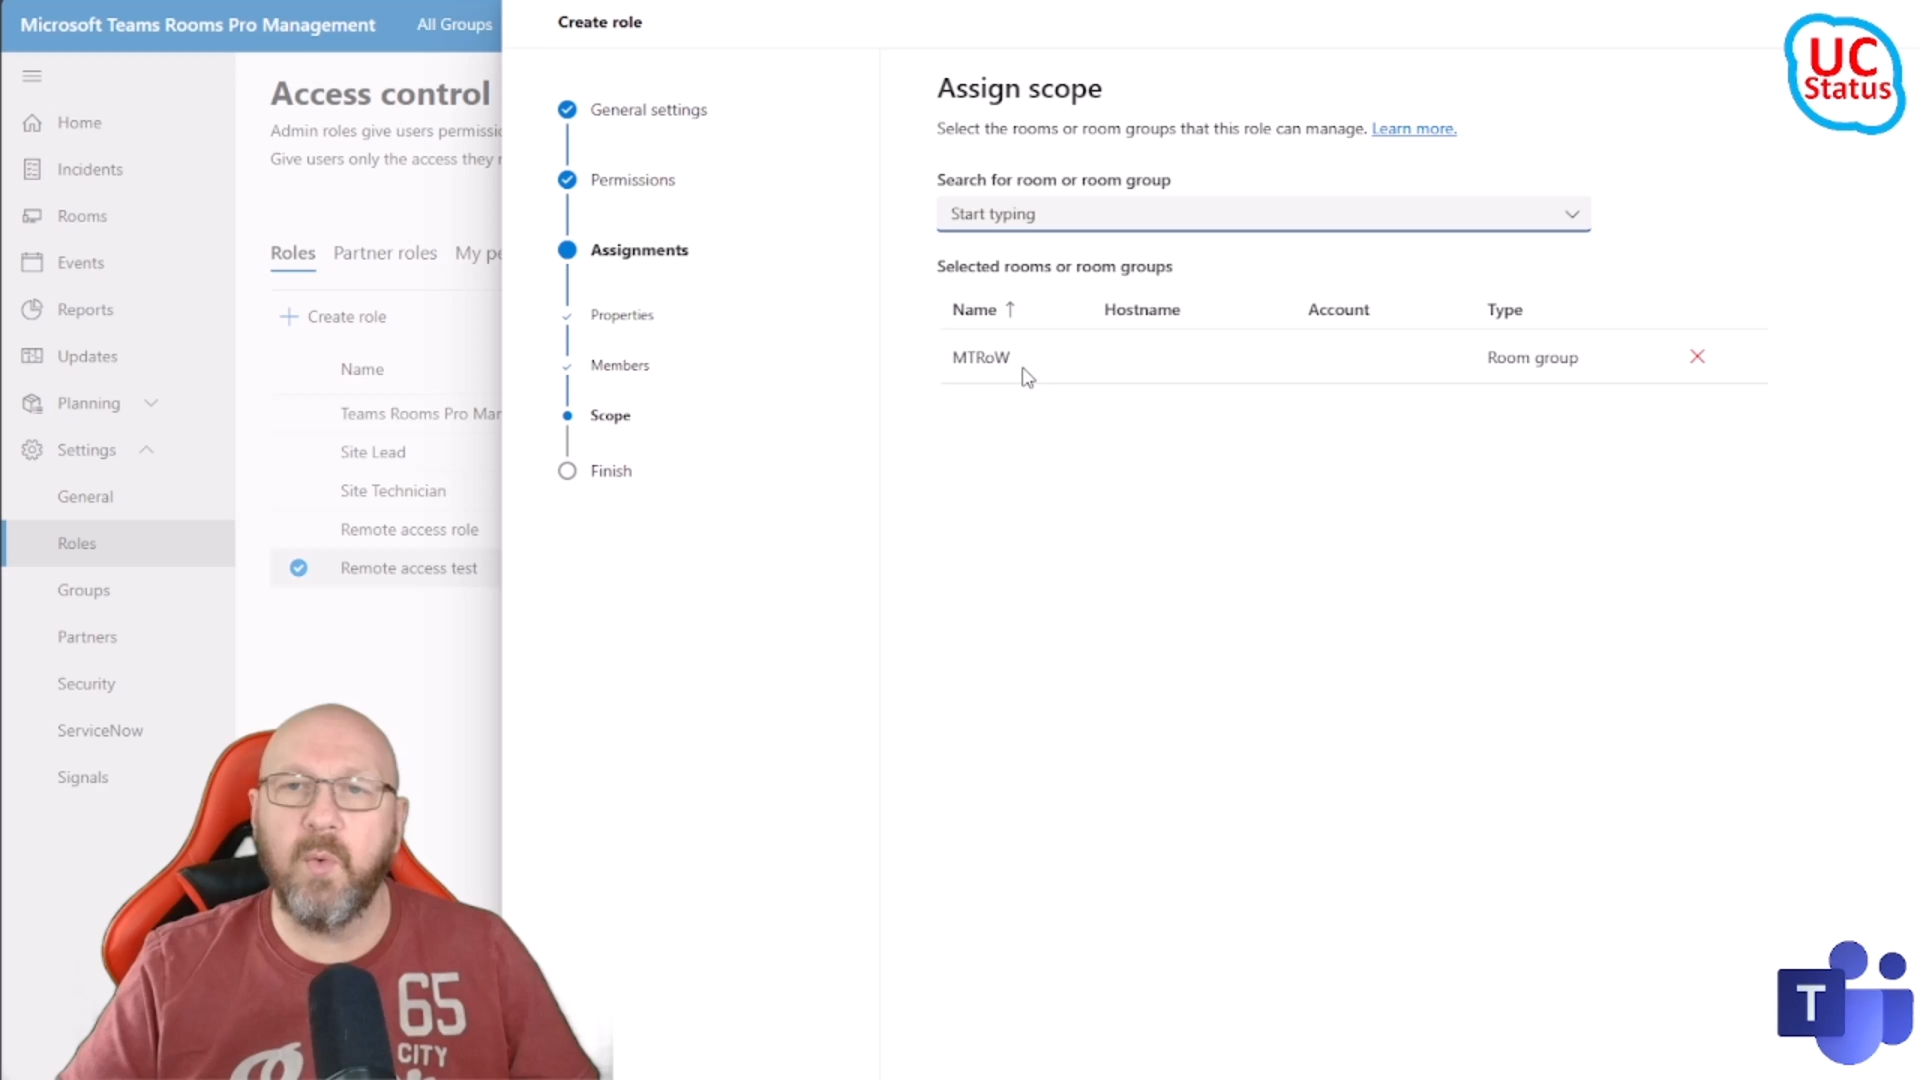 Microsoft Teams Rooms Pro Management
All Groups
Home
Incidents
Rooms
Events
Reports
Updates
Planning
Settings
General
Roles
Groups
Partners
Security
ServiceNow
Signals
Access control
Admin roles give users permissi
Give users only the access they
Roles
Partner roles
My pe
Create role
Name
Teams Rooms Pro Mar
Site Lead
Site Technician
Remote access role
Remote access test
Create role
General settings
Permissions
Assignments
Properties
Members
Scope
Finish
Assign scope
Select the rooms or room groups that this role can manage. Learn more.
Search for room or room group
Start typing
Selected rooms or room groups
Name Hostname Account Type
MTRoW Room group
UC
Status
65
CITY
T